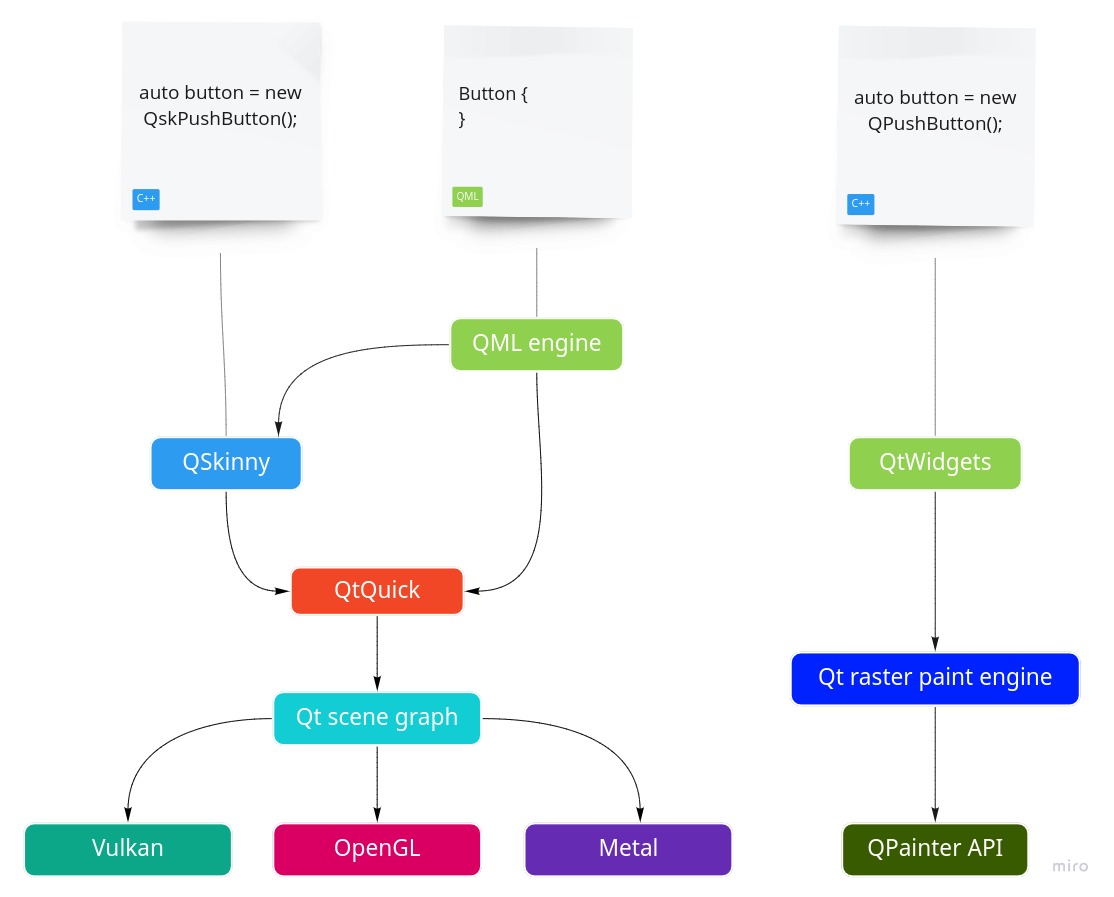 auto button = new
QskPushButton();
C++
Button {
}
QML
auto button = new
QPushButton();
C++
QML engine
QSkinny
QtWidgets
QtQuick
Qt raster paint engine
Qt scene graph
Vulkan
OpenGL
Metal
QPainter API
miro